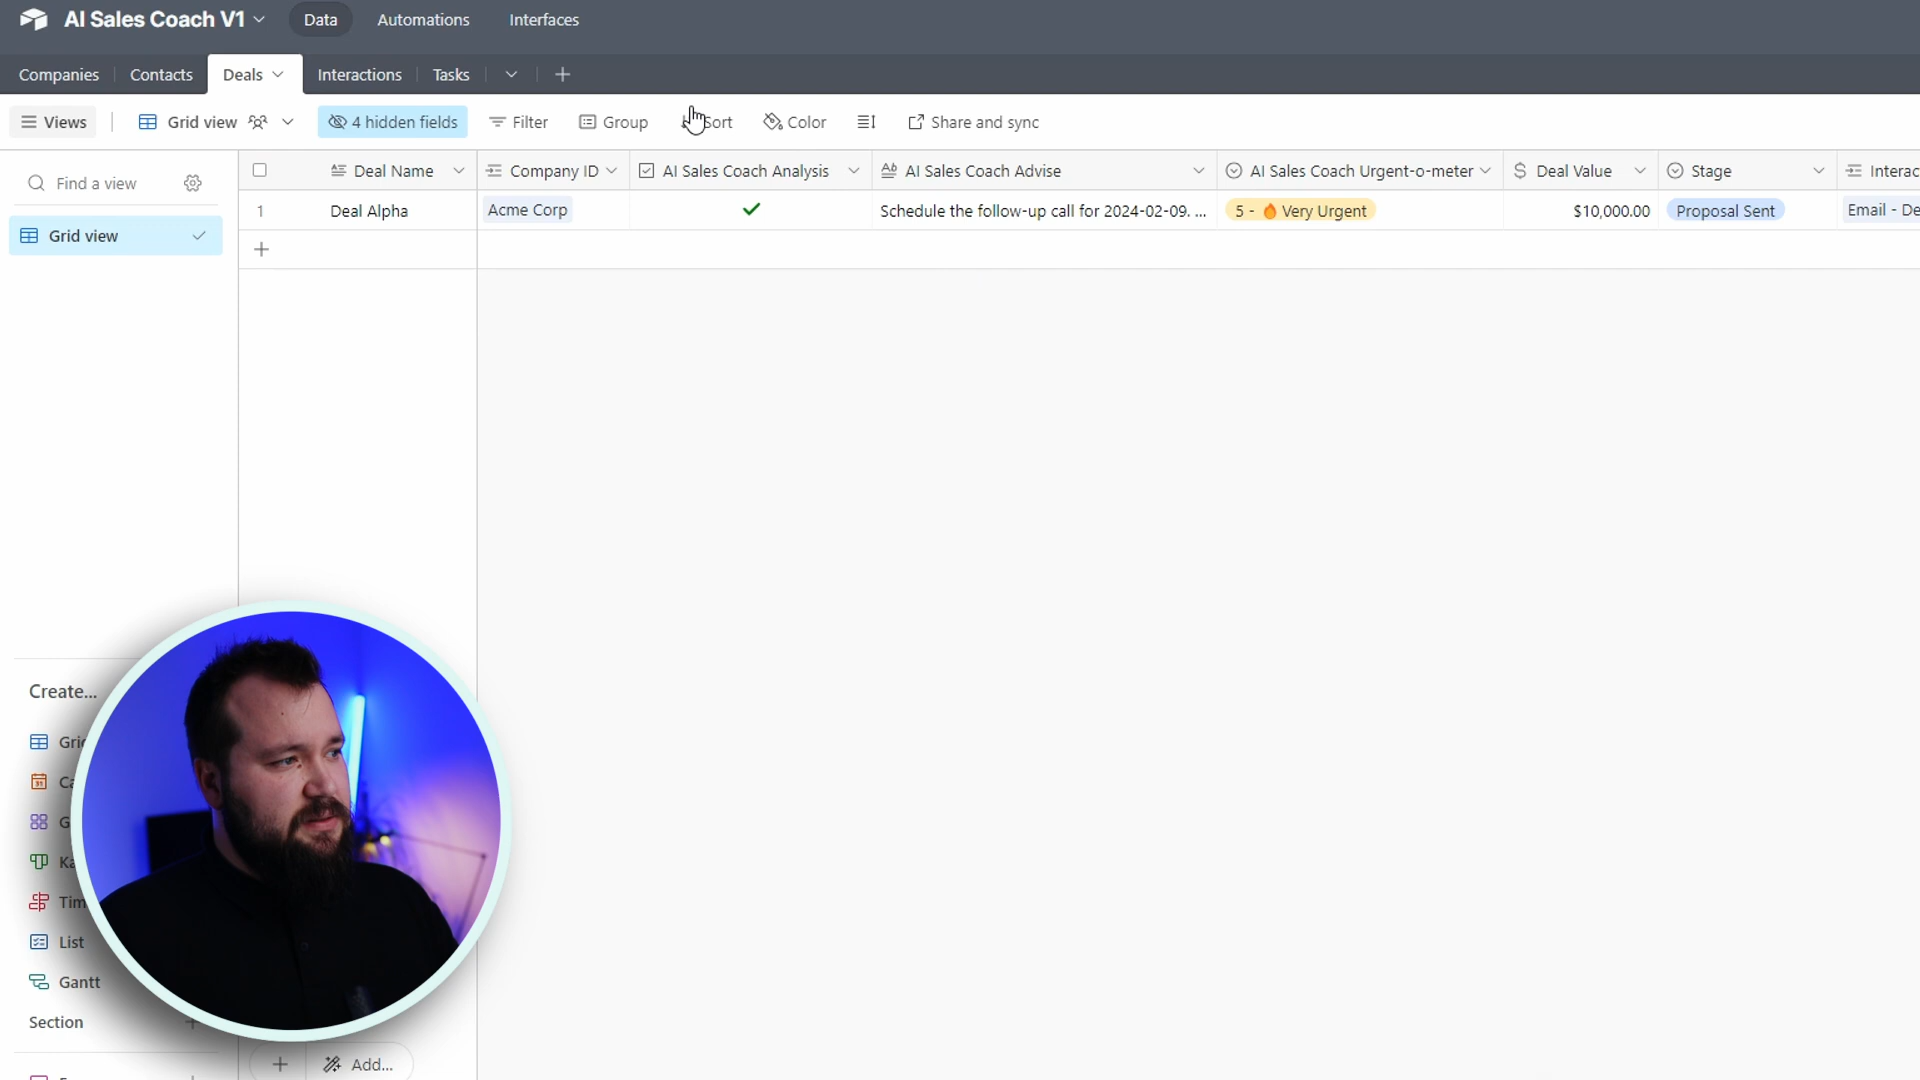 AI Sales Coach V1 Data Automations Interfaces
Companies Contacts Deals Interactions Tasks
Views Grid view 4 hidden fields Filter Group Color Share and sync
Find a view
Deal Name Company ID AI Sales Coach Analysis AI Sales Coach Advise AI Sales Coach Urgent-o-meter Deal Value Stage Interac
1 Deal Alpha Acme Corp Schedule the follow-up call for 2024-02-09. ... 5 - 🔥 Very Urgent $10,000.00 Proposal Sent Email - De
Grid view
Create...
List
Gantt
Section
Add...